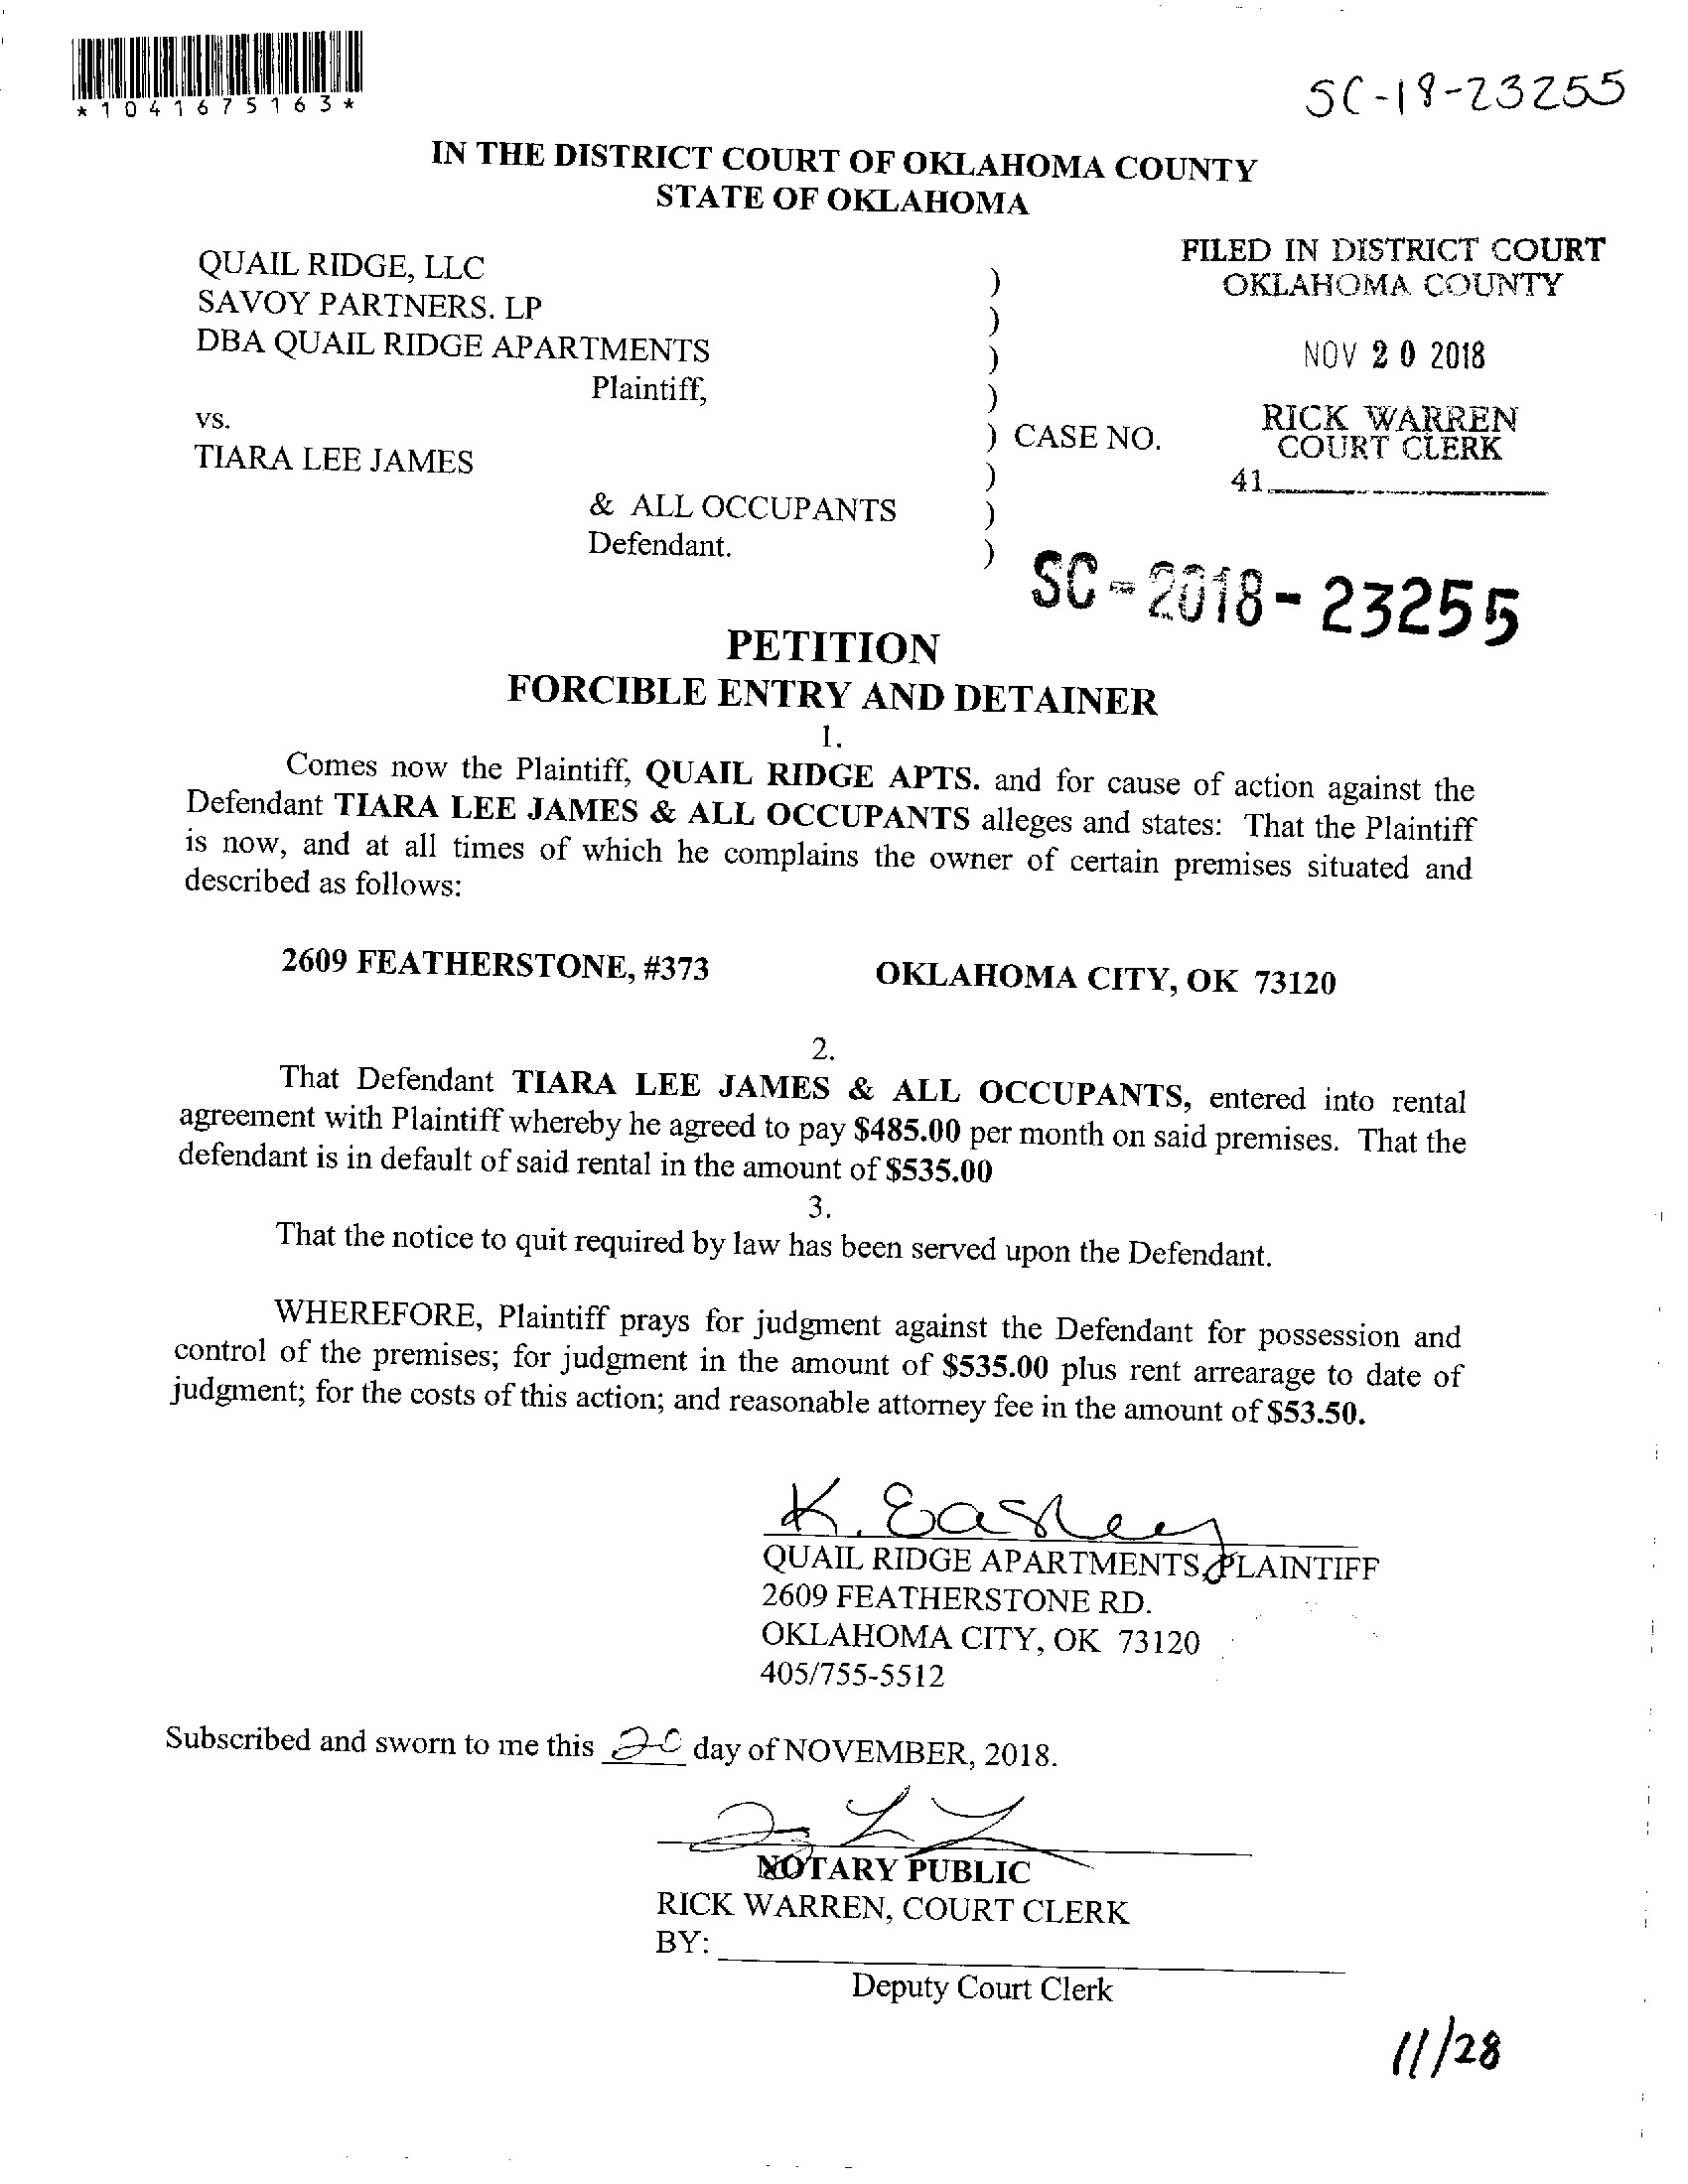 *1041675163*
SC-18-23255
IN THE DISTRICT COURT OF OKLAHOMA COUNTY
STATE OF OKLAHOMA
FILED IN DISTRICT COURT
OKLAHOMA COUNTY
NOV 20 2018
RICK WARREN
COURT CLERK
41
QUAIL RIDGE, LLC )
SAVOY PARTNERS. LP )
DBA QUAIL RIDGE APARTMENTS )
Plaintiff, )
vs. ) CASE NO.
TIARA LEE JAMES )
& ALL OCCUPANTS )
Defendant. )
SC-2018-23255
PETITION
FORCIBLE ENTRY AND DETAINER
1.
Comes now the Plaintiff, QUAIL RIDGE APTS. and for cause of action against the
Defendant TIARA LEE JAMES & ALL OCCUPANTS alleges and states: That the Plaintiff
is now, and at all times of which he complains the owner of certain premises situated and
described as follows:
2609 FEATHERSTONE, #373 OKLAHOMA CITY, OK 73120
2.
That Defendant TIARA LEE JAMES & ALL OCCUPANTS, entered into rental
agreement with Plaintiff whereby he agreed to pay $485.00 per month on said premises. That the
defendant is in default of said rental in the amount of $535.00
3.
That the notice to quit required by law has been served upon the Defendant.
WHEREFORE, Plaintiff prays for judgment against the Defendant for possession and
control of the premises; for judgment in the amount of $535.00 plus rent arrearage to date of
judgment; for the costs of this action; and reasonable attorney fee in the amount of $53.50.
K. Easley
QUAIL RIDGE APARTMENTS, PLAINTIFF
2609 FEATHERSTONE RD.
OKLAHOMA CITY, OK 73120
405/755-5512
Subscribed and sworn to me this 20 day of NOVEMBER, 2018.
NOTARY PUBLIC
RICK WARREN, COURT CLERK
BY:
Deputy Court Clerk
11/28